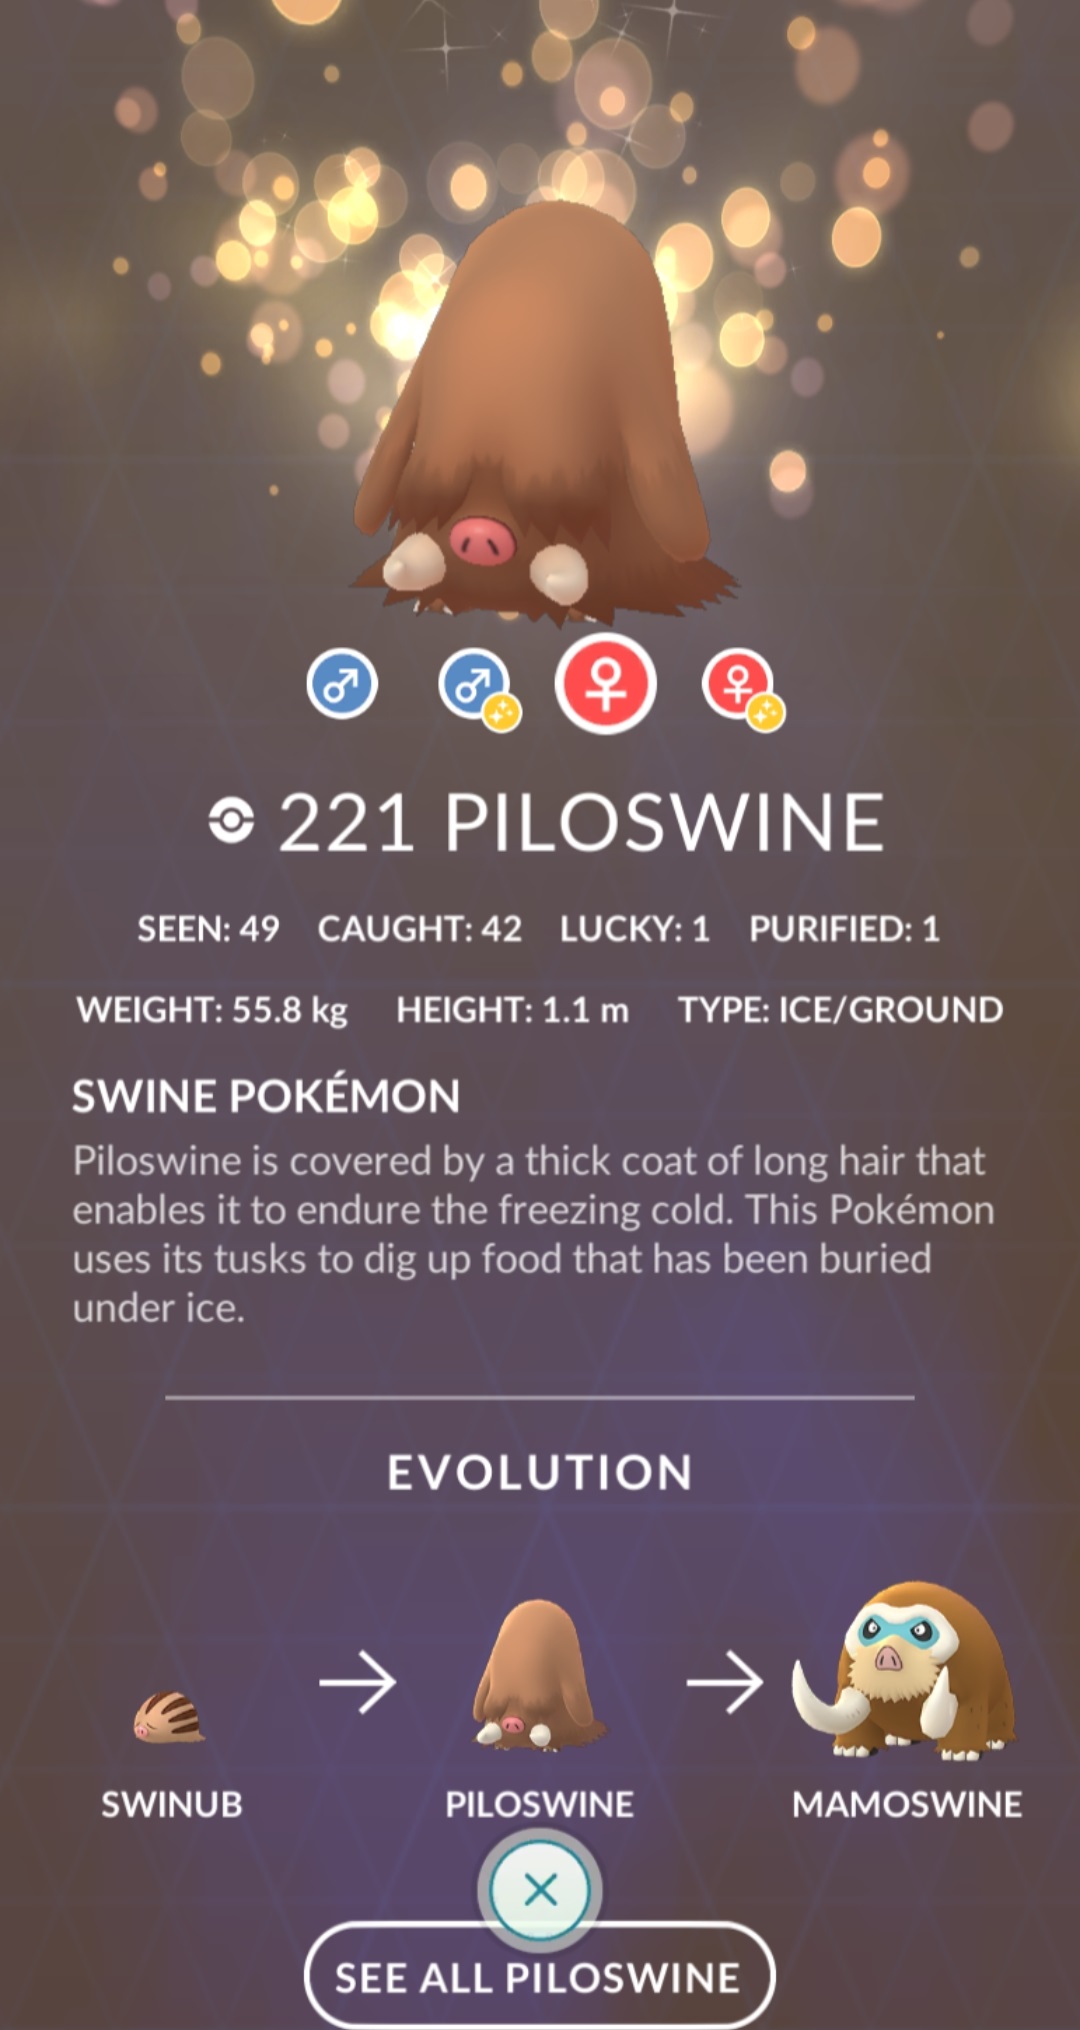 221 PILOSWINE
SEEN: 49 CAUGHT: 42 LUCKY: 1 PURIFIED: 1
WEIGHT: 55.8 kg HEIGHT: 1.1 m TYPE: ICE/GROUND
SWINE POKÉMON
Piloswine is covered by a thick coat of long hair that
enables it to endure the freezing cold. This Pokémon
uses its tusks to dig up food that has been buried
under ice.
EVOLUTION
SWINUB PILOSWINE MAMOSWINE
SEE ALL PILOSWINE